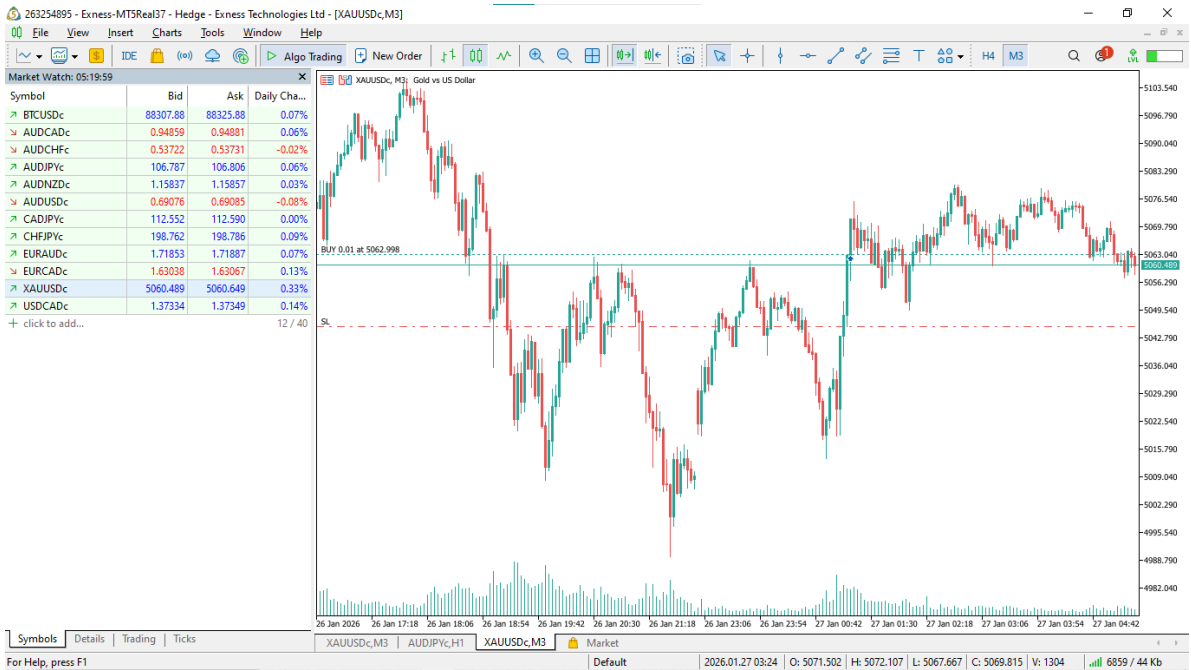 263254895 - Exness-MT5Real37 - Hedge - Exness Technologies Ltd - [XAUUSDc,M3]
File View Insert Charts Tools Window Help
IDE Algo Trading New Order T H4 M3 1 LVL
Market Watch: 05:19:59
Symbol Bid Ask Daily Cha...
BTCUSDc 88307.88 88325.88 0.07%
AUDCADc 0.94859 0.94881 0.06%
AUDCHFc 0.53722 0.53731 -0.02%
AUDJPYc 106.787 106.806 0.06%
AUDNZDc 1.15837 1.15857 0.03%
AUDUSDc 0.69076 0.69085 -0.08%
CADJPYc 112.552 112.590 0.00%
CHFJPYc 198.762 198.786 0.09%
EURAUDc 1.71853 1.71887 0.07%
EURCADc 1.63038 1.63067 0.13%
XAUUSDc 5060.489 5060.649 0.33%
USDCADc 1.37334 1.37349 0.14%
click to add... 12 / 40
Symbols Details Trading Ticks
XAUUSDc, M3: Gold vs US Dollar
BUY 0.01 at 5062.998
SL
5103.540
5096.790
5090.040
5083.290
5076.540
5069.790
5063.040
5060.489
5056.290
5049.540
5042.790
5036.040
5029.290
5022.540
5015.790
5009.040
5002.290
4995.540
4988.790
4982.040
26 Jan 2026 26 Jan 17:18 26 Jan 18:06 26 Jan 18:54 26 Jan 19:42 26 Jan 20:30 26 Jan 21:18 26 Jan 23:06 26 Jan 23:54 27 Jan 00:42 27 Jan 01:30 27 Jan 02:18 27 Jan 03:06 27 Jan 03:54 27 Jan 04:42
XAUUSDc,M3 AUDJPYc,H1 XAUUSDc,M3 Market
For Help, press F1 Default 2026.01.27 03:24 O: 5071.502 H: 5072.107 L: 5067.667 C: 5069.815 V: 1304 6859 / 44 Kb